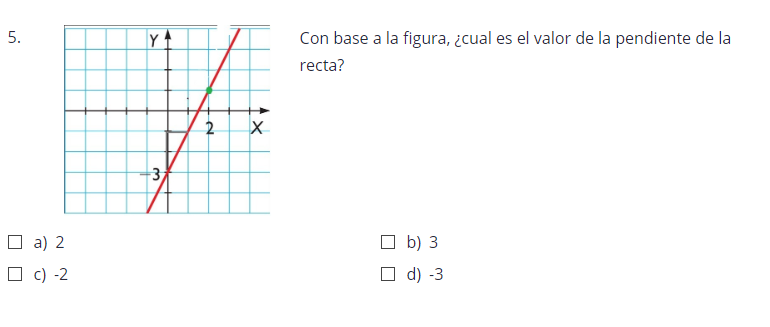 5.
Y
2
X
-3
Con base a la figura, ¿cual es el valor de la pendiente de la
recta?
a) 2
b) 3
c) -2
d) -3